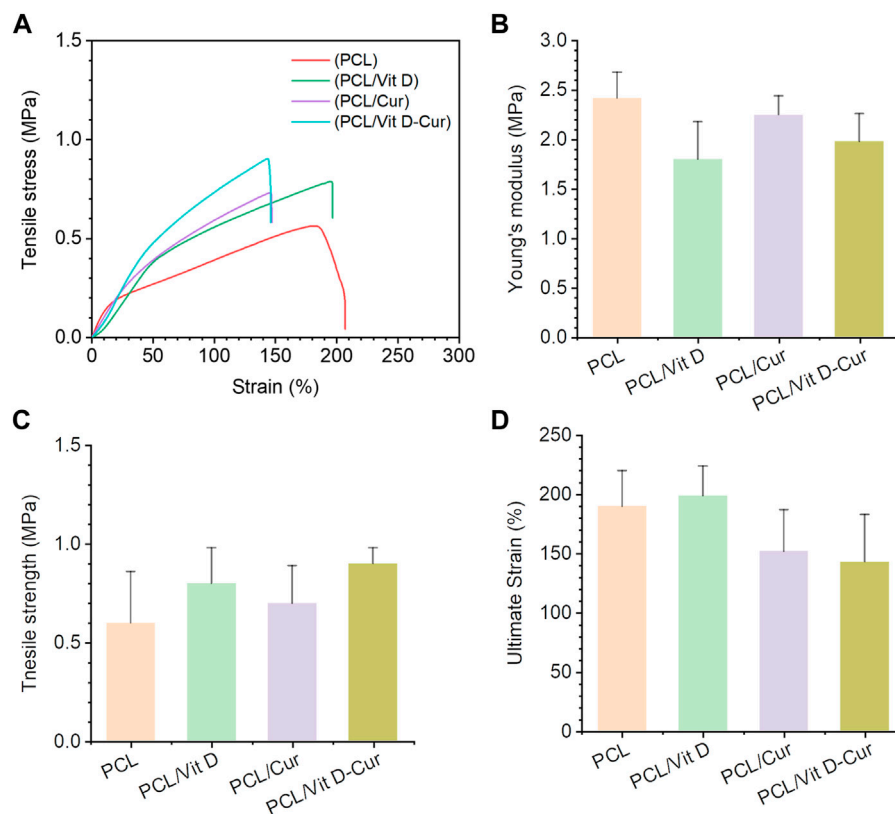 A
Tensile stress (MPa)
1.5
1.0
0.5
0.0
0
50
100
150
200
250
300
Strain (%)
(PCL)
(PCL/Vit D)
(PCL/Cur)
(PCL/Vit D-Cur)
B
Young's modulus (MPa)
3.0
2.5
2.0
1.5
1.0
0.5
0.0
PCL
PCL/Vit D
PCL/Cur
PCL/Vit D-Cur
C
Tnesile strength (MPa)
1.5
1.0
0.5
0.0
PCL
PCL/Vit D
PCL/Cur
PCL/Vit D-Cur
D
Ultimate Strain (%)
250
200
150
100
50
0
PCL
PCL/Vit D
PCL/Cur
PCL/Vit D-Cur